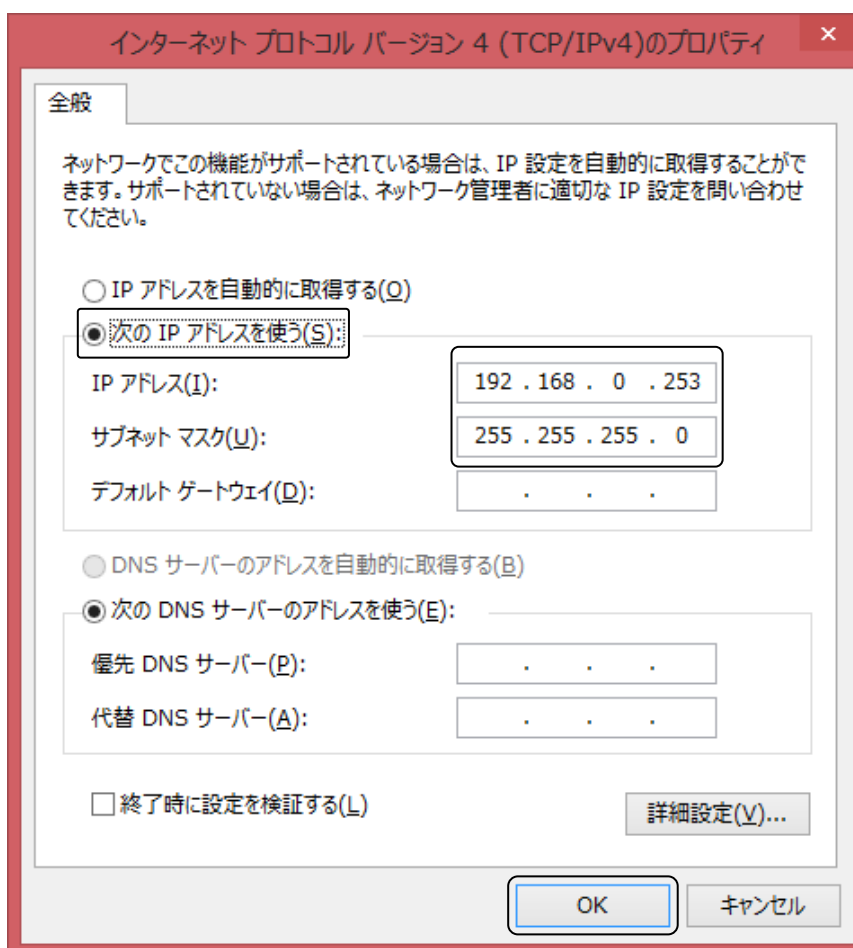 インターネット プロトコル バージョン 4 (TCP/IPv4)のプロパティ
全般
ネットワークでこの機能がサポートされている場合は、IP 設定を自動的に取得することがで
きます。サポートされていない場合は、ネットワーク管理者に適切な IP 設定を問い合わせ
てください。
IP アドレスを自動的に取得する(O)
次の IP アドレスを使う(S):
IP アドレス(I): 192 . 168 . 0 . 253
サブネット マスク(U): 255 . 255 . 255 . 0
デフォルト ゲートウェイ(D): . . .
DNS サーバーのアドレスを自動的に取得する(B)
次の DNS サーバーのアドレスを使う(E):
優先 DNS サーバー(P): . . .
代替 DNS サーバー(A): . . .
終了時に設定を検証する(L)
詳細設定(V)...
OK キャンセル